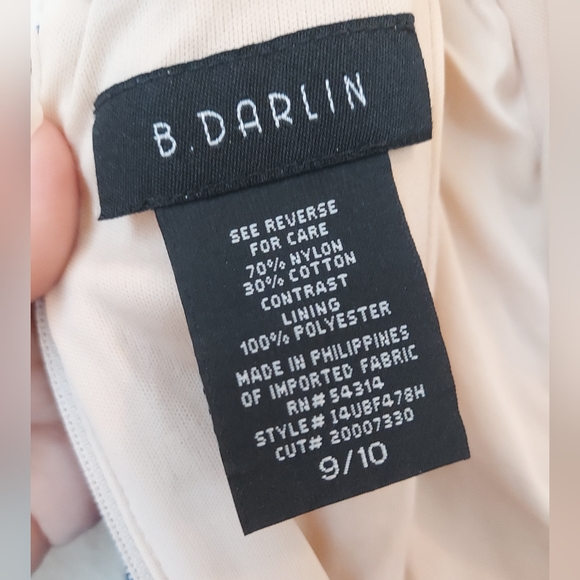 B. DARLIN
SEE REVERSE
FOR CARE
70% NYLON
30% COTTON
CONTRAST
LINING
100% POLYESTER
MADE IN PHILIPPINES
OF IMPORTED FABRIC
RN# 54314
STYLE# I4UBF478H
CUT# 20007330
9/10